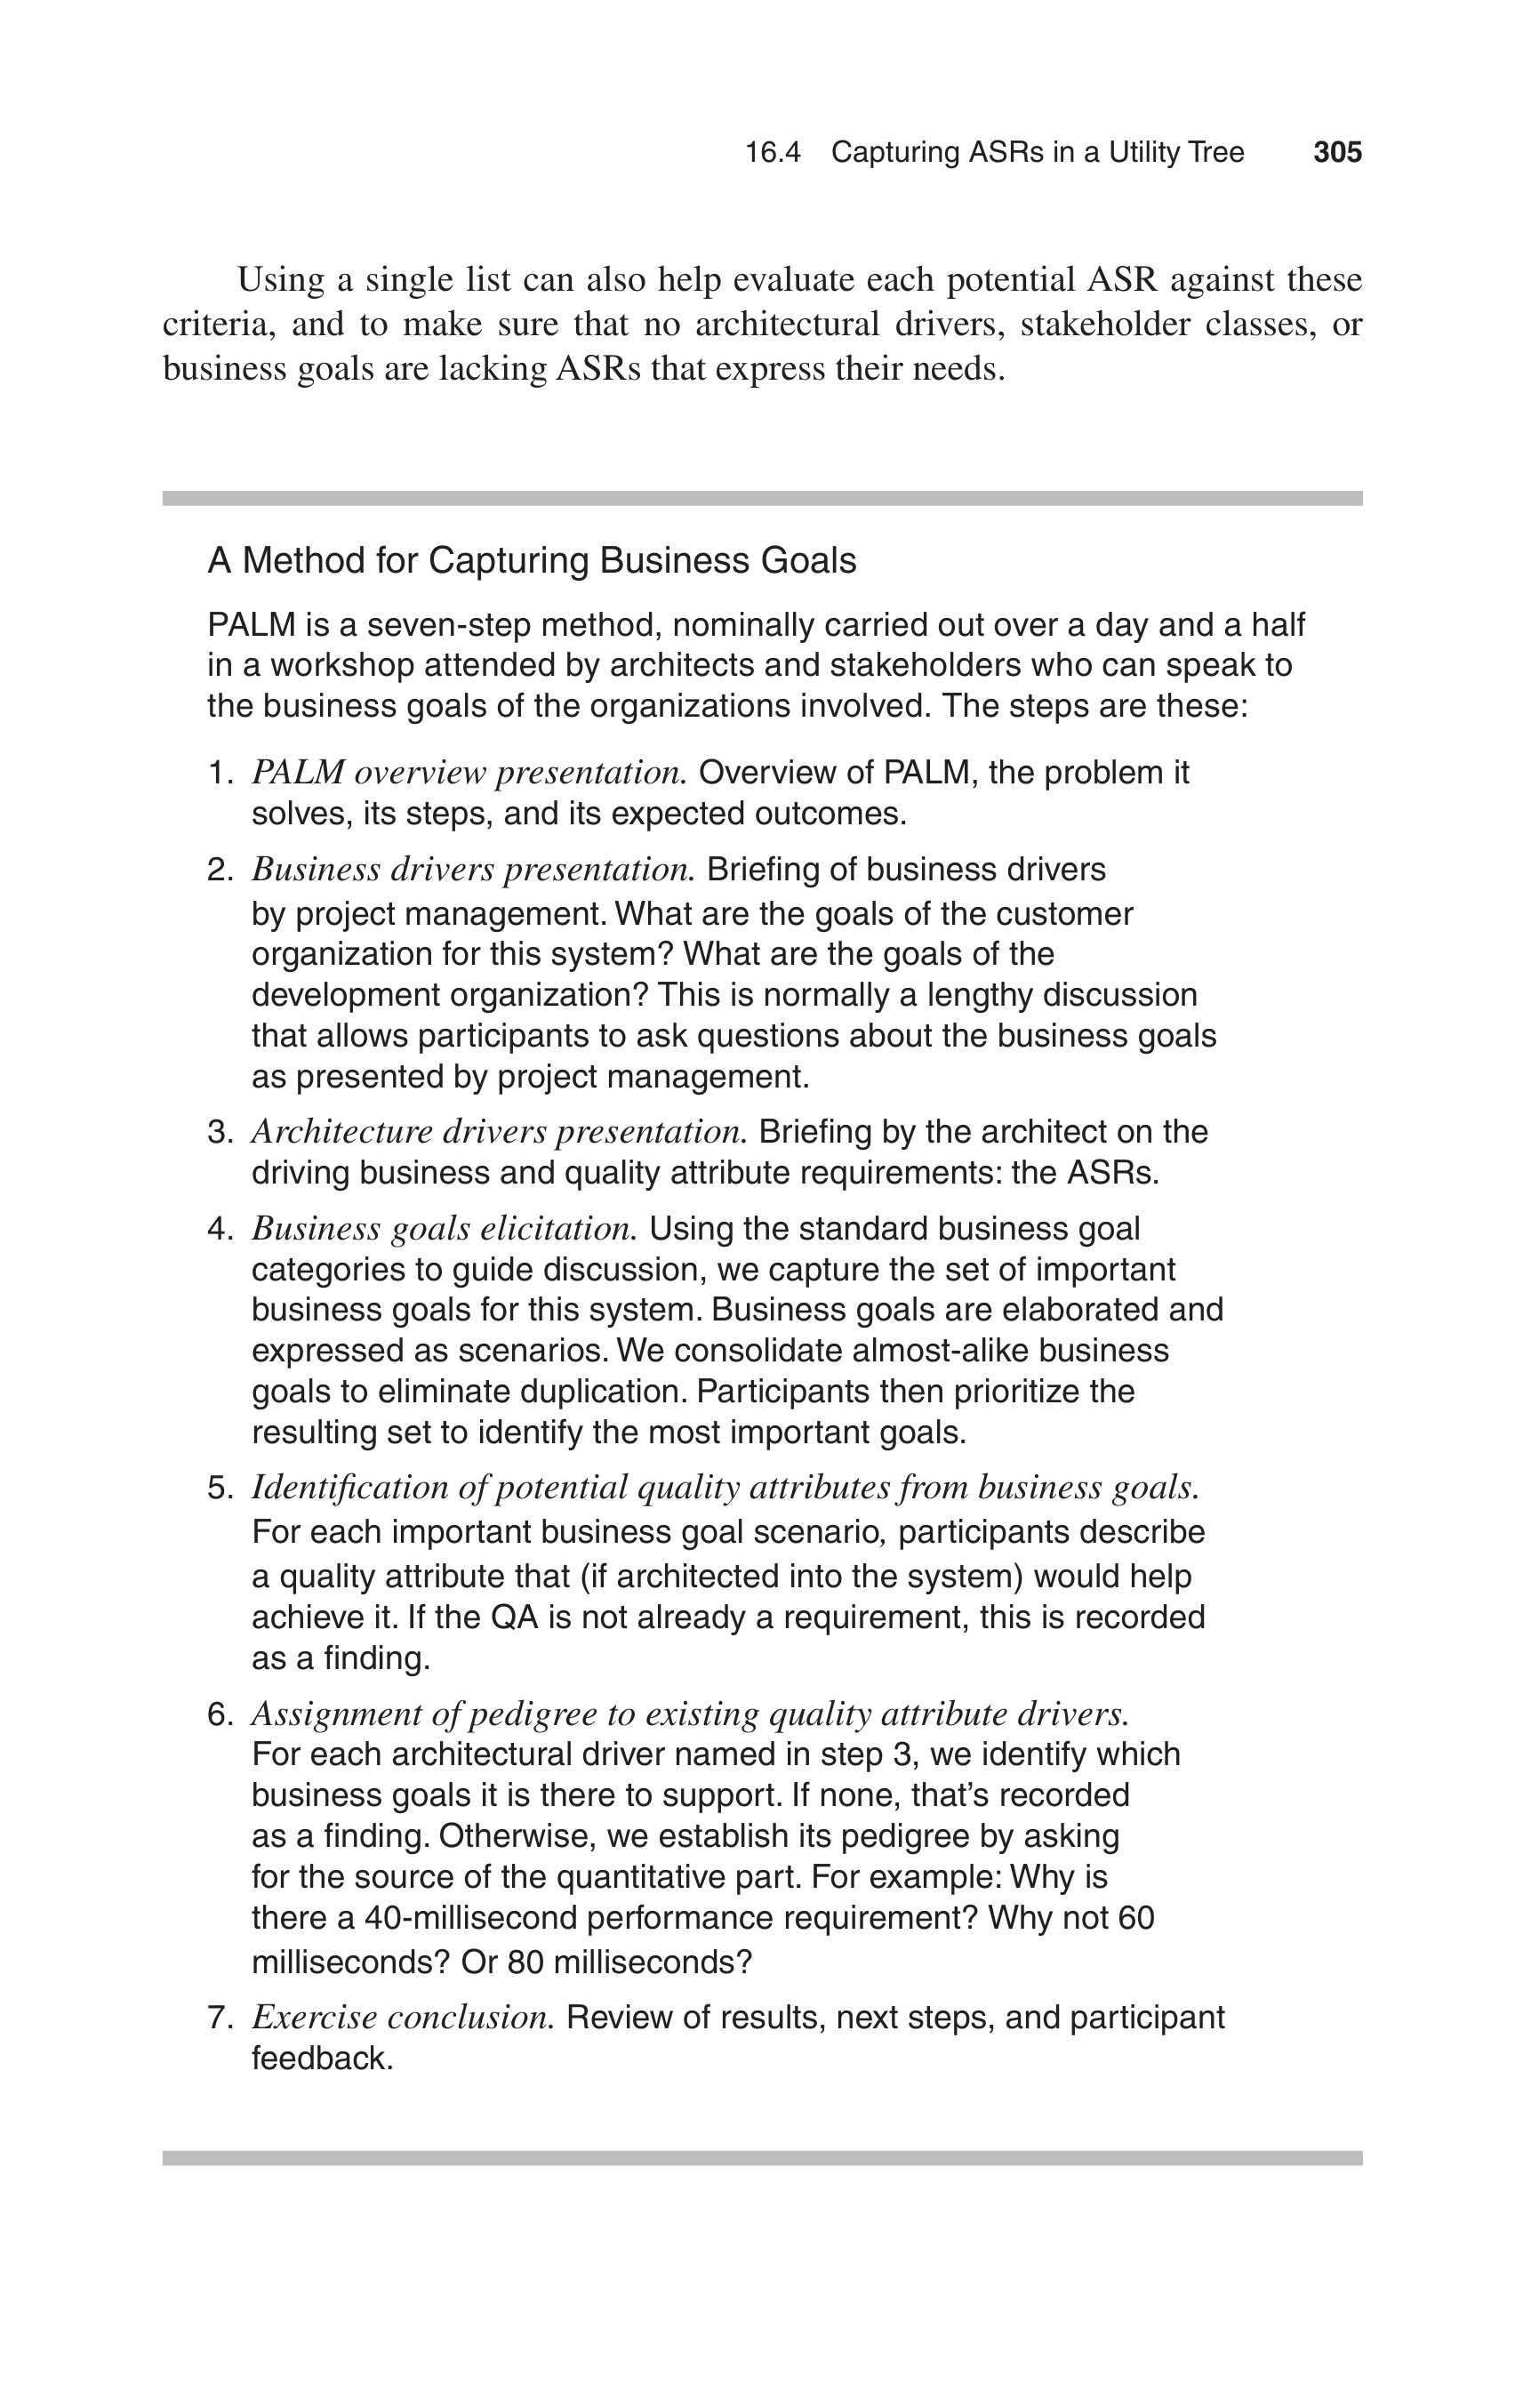 16.4 Capturing ASRs in a Utility Tree 305
Using a single list can also help evaluate each potential ASR against these
criteria, and to make sure that no architectural drivers, stakeholder classes, or
business goals are lacking ASRs that express their needs.
A Method for Capturing Business Goals
PALM is a seven-step method, nominally carried out over a day and a half
in a workshop attended by architects and stakeholders who can speak to
the business goals of the organizations involved. The steps are these:
1. PALM overview presentation. Overview of PALM, the problem it
solves, its steps, and its expected outcomes.
2. Business drivers presentation. Briefing of business drivers
by project management. What are the goals of the customer
organization for this system? What are the goals of the
development organization? This is normally a lengthy discussion
that allows participants to ask questions about the business goals
as presented by project management.
3. Architecture drivers presentation. Briefing by the architect on the
driving business and quality attribute requirements: the ASRs.
4. Business goals elicitation. Using the standard business goal
categories to guide discussion, we capture the set of important
business goals for this system. Business goals are elaborated and
expressed as scenarios. We consolidate almost-alike business
goals to eliminate duplication. Participants then prioritize the
resulting set to identify the most important goals.
5. Identification of potential quality attributes from business goals.
For each important business goal scenario, participants describe
a quality attribute that (if architected into the system) would help
achieve it. If the QA is not already a requirement, this is recorded
as a finding.
6. Assignment of pedigree to existing quality attribute drivers.
For each architectural driver named in step 3, we identify which
business goals it is there to support. If none, that’s recorded
as a finding. Otherwise, we establish its pedigree by asking
for the source of the quantitative part. For example: Why is
there a 40-millisecond performance requirement? Why not 60
milliseconds? Or 80 milliseconds?
7. Exercise conclusion. Review of results, next steps, and participant
feedback.